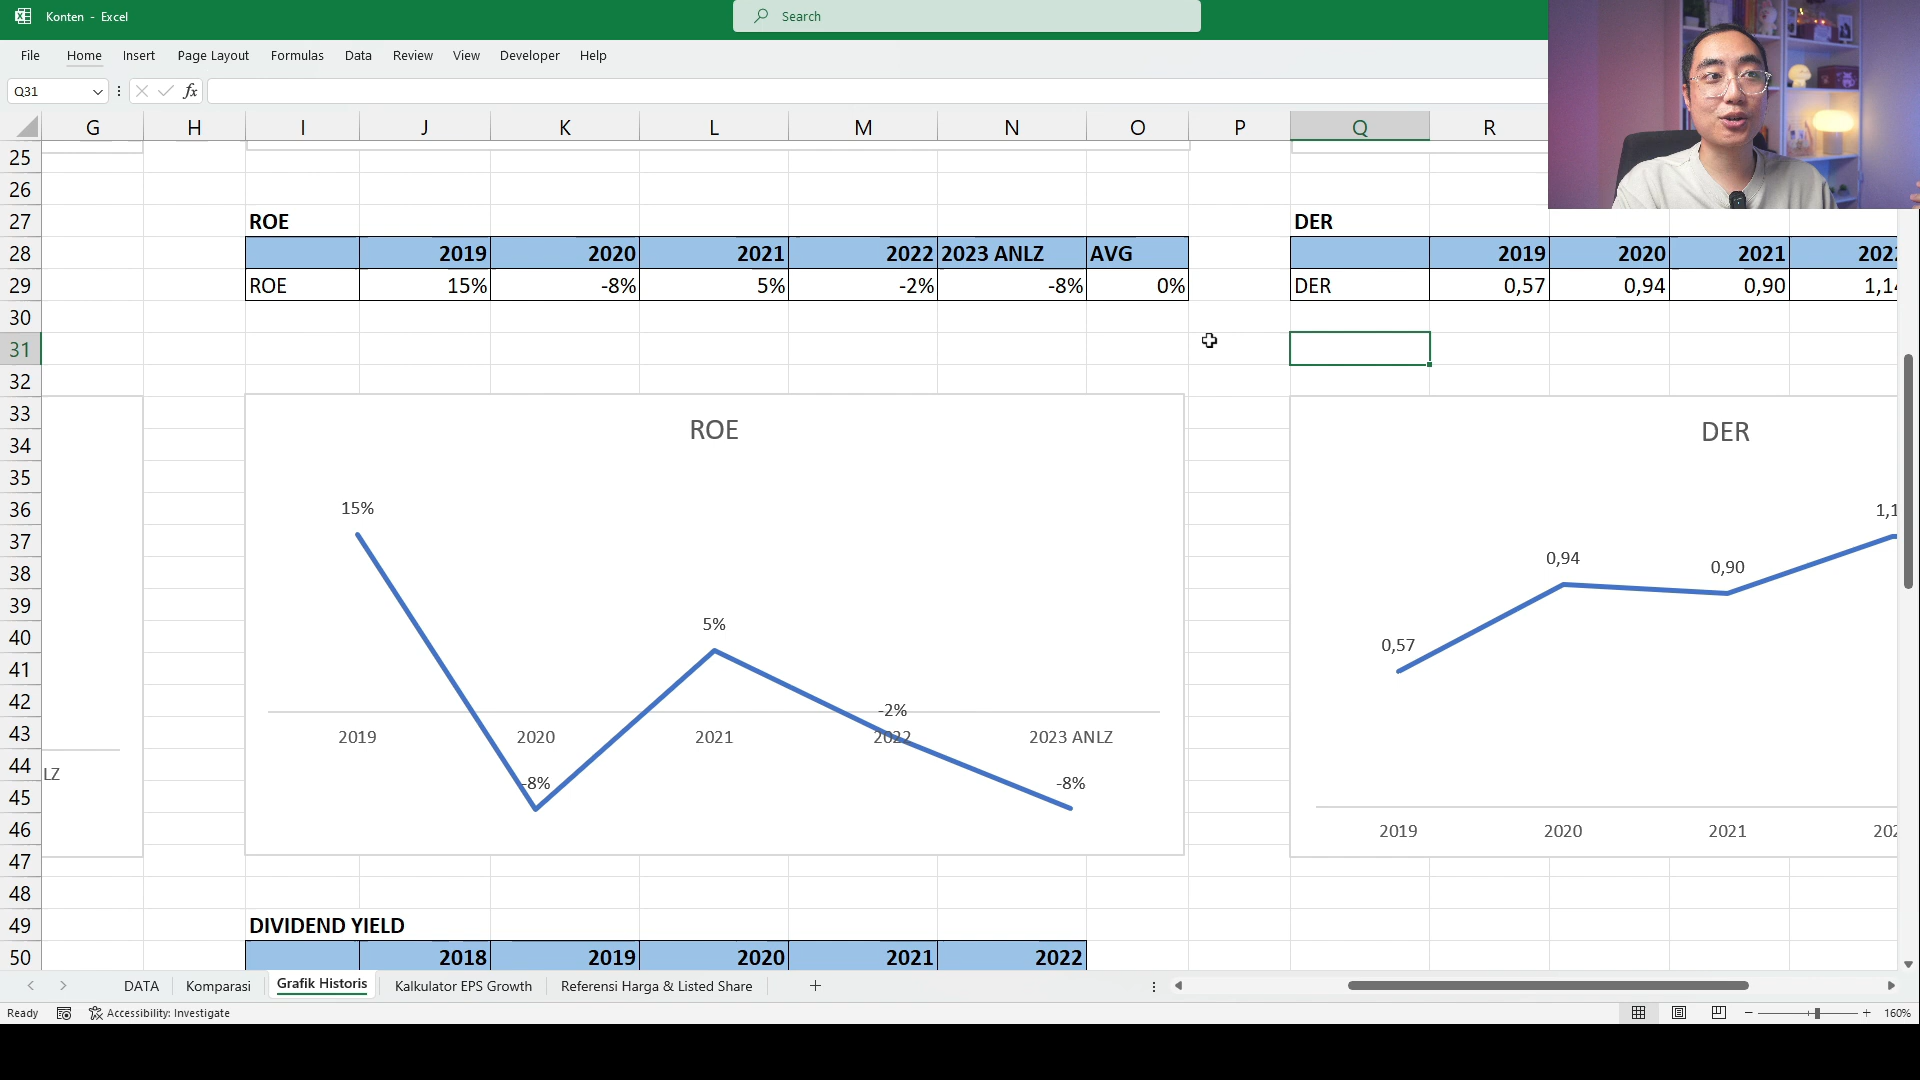 Konten - Excel
Search
File Home Insert Page Layout Formulas Data Review View Developer Help
Q31 fx
G H I J K L M N O P Q R
25
26
27 ROE DER
28 2019 2020 2021 2022 2023 ANLZ AVG 2019 2020 2021
29 ROE 15% -8% 5% -2% -8% 0% DER 0,57 0,94 0,90
30
31
32
33
34
35
36
37
38
39
40
41
42
43
44
45
46
47
48
49 DIVIDEND YIELD
50 2018 2019 2020 2021 2022
ROE
15%
5%
-2%
2019 2020 2021 2022 2023 ANLZ
-8% -8%
DER
0,94
0,90
0,57
2019 2020 2021
LZ
DATA Komparasi Grafik Historis Kalkulator EPS Growth Referensi Harga & Listed Share
Ready Accessibility: Investigate 160%